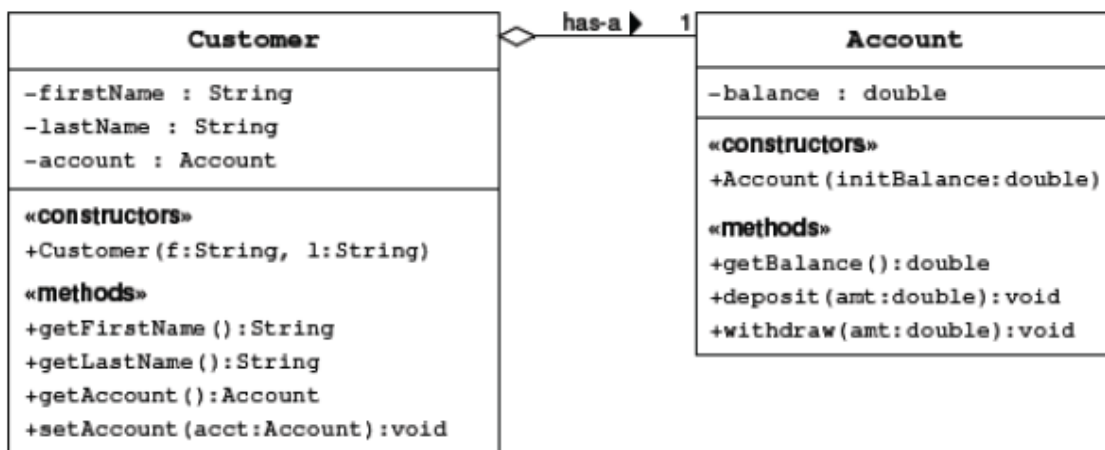 Customer
-firstName : String
-lastName : String
-account : Account
«constructors»
+Customer(f:String, l:String)
«methods»
+getFirstName():String
+getLastName():String
+getAccount():Account
+setAccount(acct:Account):void
has-a
1
Account
-balance : double
«constructors»
+Account(initBalance:double)
«methods»
+getBalance():double
+deposit(amt:double):void
+withdraw(amt:double):void